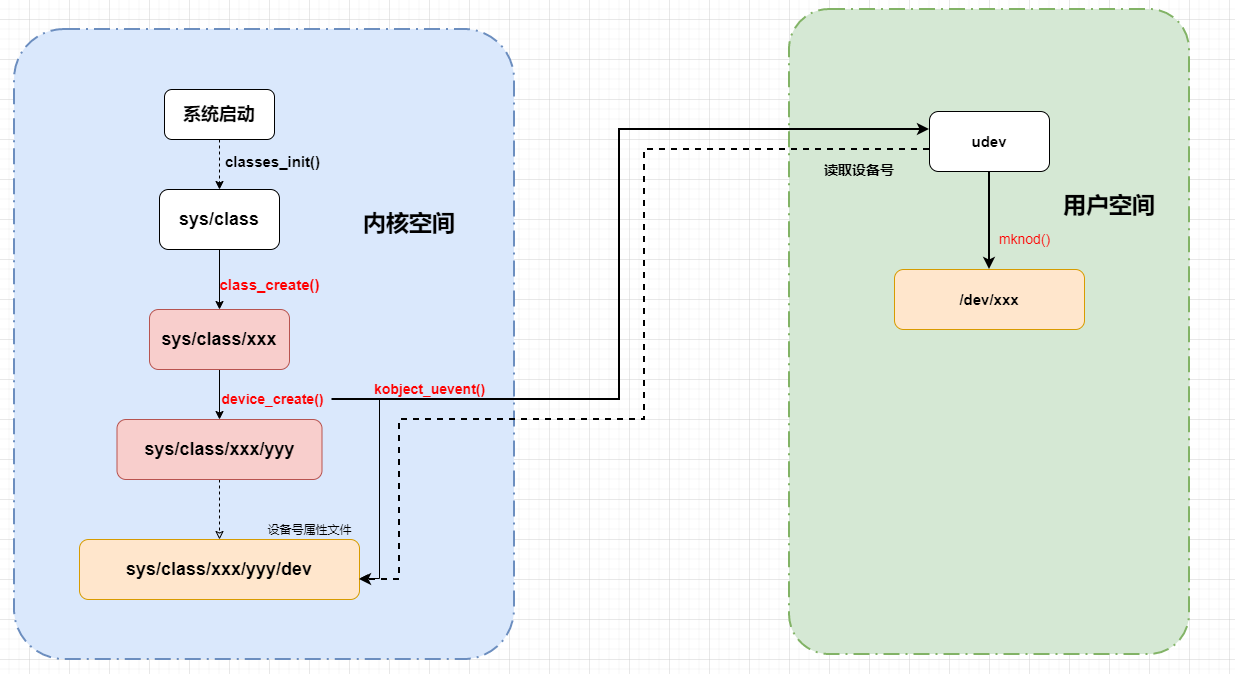 系统启动
classes_init()
sys/class
内核空间
class_create()
sys/class/xxx
device_create()
kobject_uevent()
sys/class/xxx/yyy
设备号属性文件
sys/class/xxx/yyy/dev
udev
读取设备号
用户空间
mknod()
/dev/xxx